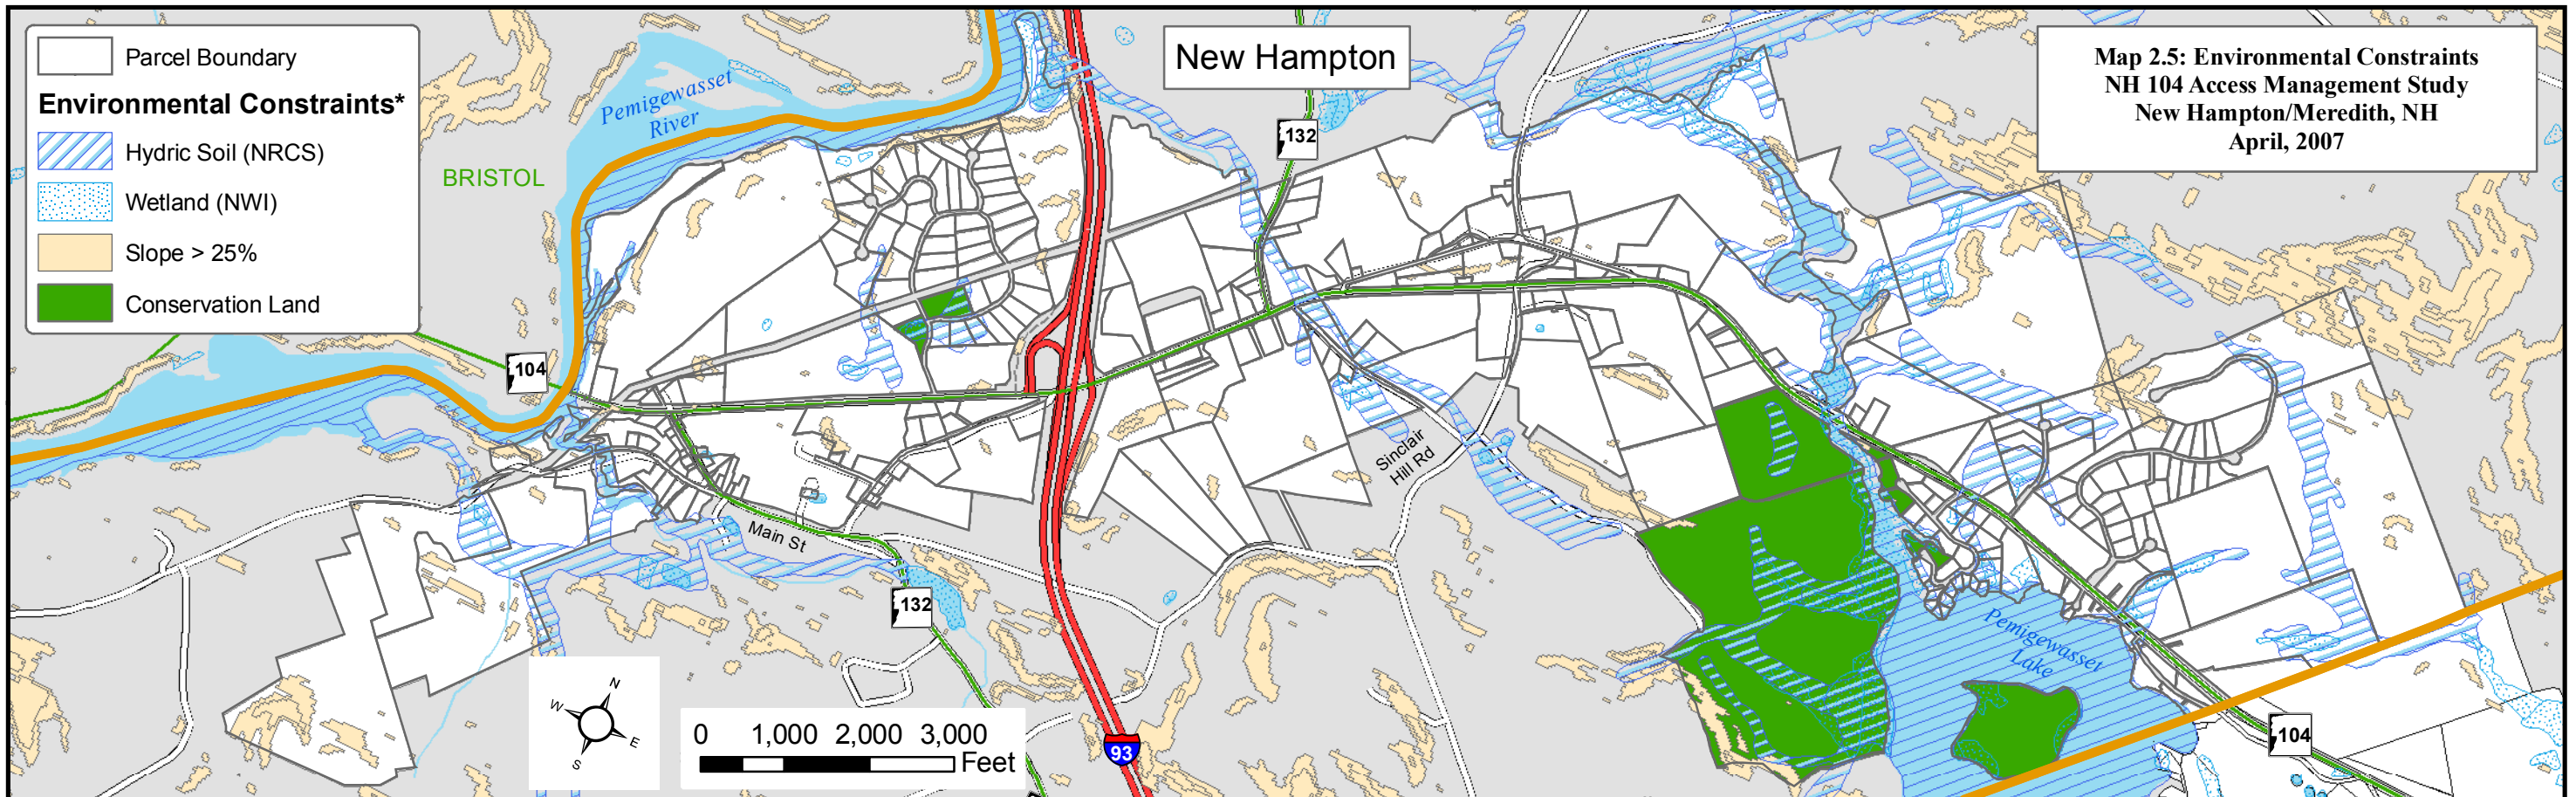 Parcel Boundary
Environmental Constraints*
Hydric Soil (NRCS)
Wetland (NWI)
Slope > 25%
Conservation Land
New Hampton
Map 2.5: Environmental Constraints
NH 104 Access Management Study
New Hampton/Meredith, NH
April, 2007
Pemigewasset
River
BRISTOL
132
104
Sinclair
Hill Rd
Main St
132
Pemigewasset
Lake
104
93
N
W
E
S
0 1,000 2,000 3,000
Feet